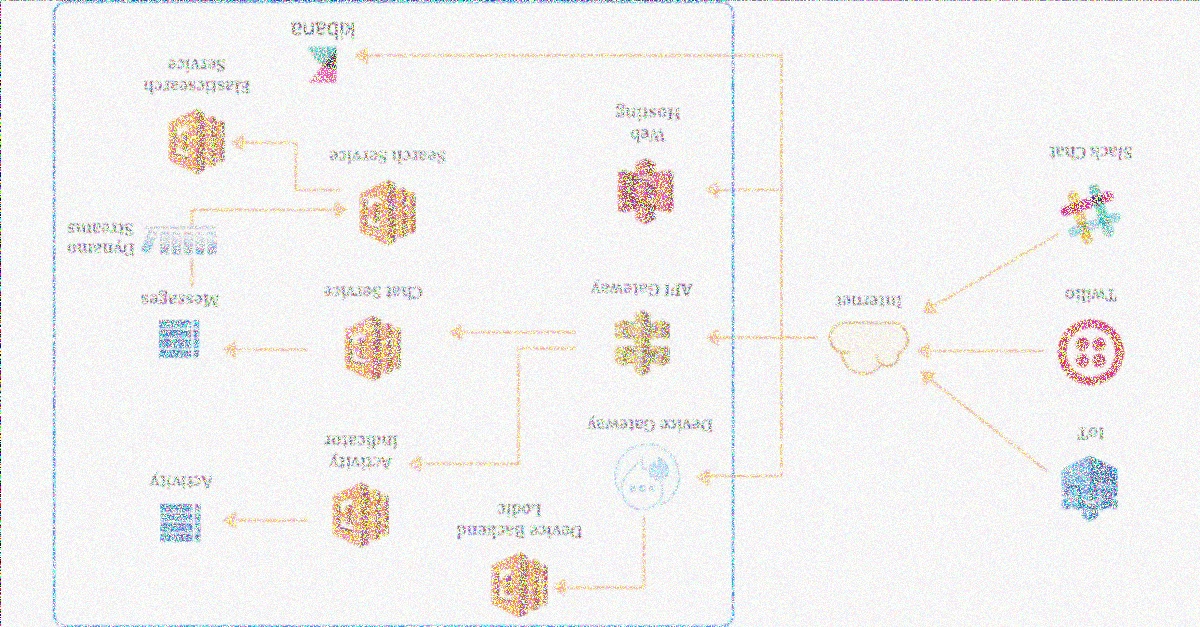 Device Backend
Logic
IoT
Device Gateway
Activity
Indicator
Activity
Twilio
Internet
API Gateway
Chat Service
Messages
Dynamo
Streams
Slack Chat
Web
Hosting
Search Service
Elasticsearch
Service
kibana